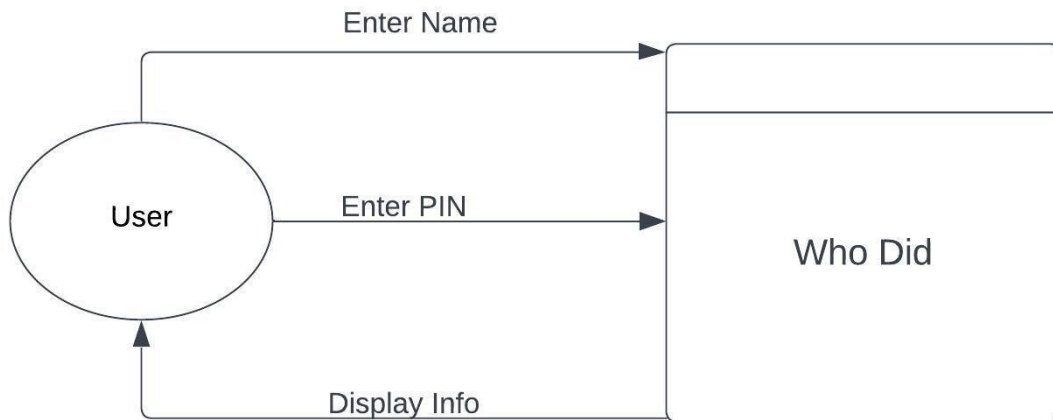 Enter Name
User
Enter PIN
Who Did
Display Info